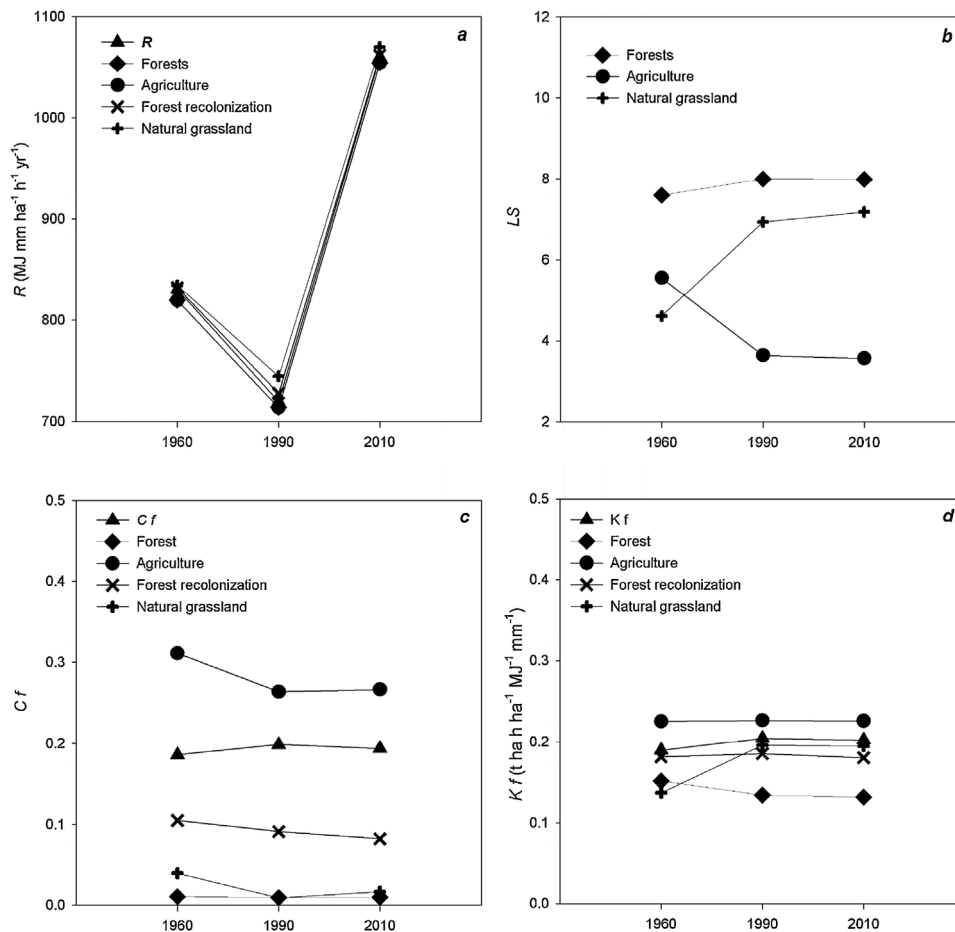 a
R
Forests
Agriculture
Forest recolonization
Natural grassland
R (MJ mm ha⁻¹ h⁻¹ yr⁻¹)
1100
1000
900
800
700
1960 1990 2010
b
Forests
Agriculture
Natural grassland
LS
12
10
8
6
4
2
1960 1990 2010
c
C f
Forest
Agriculture
Forest recolonization
Natural grassland
C f
0.5
0.4
0.3
0.2
0.1
0.0
1960 1990 2010
d
K f
Forest
Agriculture
Forest recolonization
Natural grassland
K f (t ha h ha⁻¹ MJ⁻¹ mm⁻¹)
0.5
0.4
0.3
0.2
0.1
0.0
1960 1990 2010